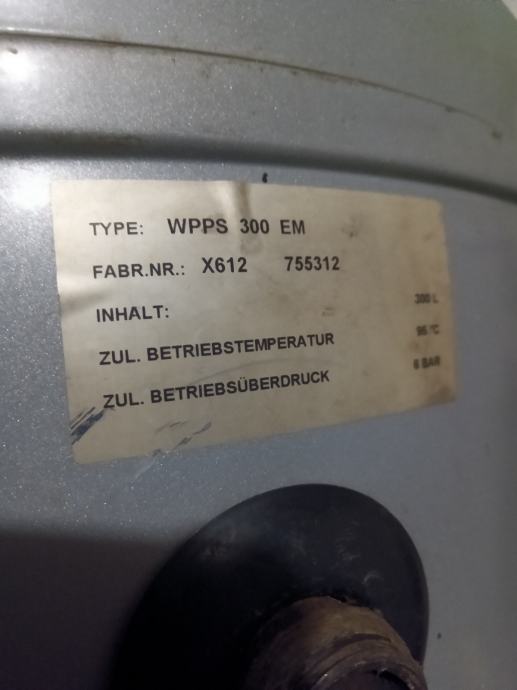 TYPE: WPPS 300 EM
FABR.NR.: X612 755312
INHALT: 300 L
ZUL. BETRIEBSTEMPERATUR 95 °C
ZUL. BETRIEBSÜBERDRUCK 6 BAR